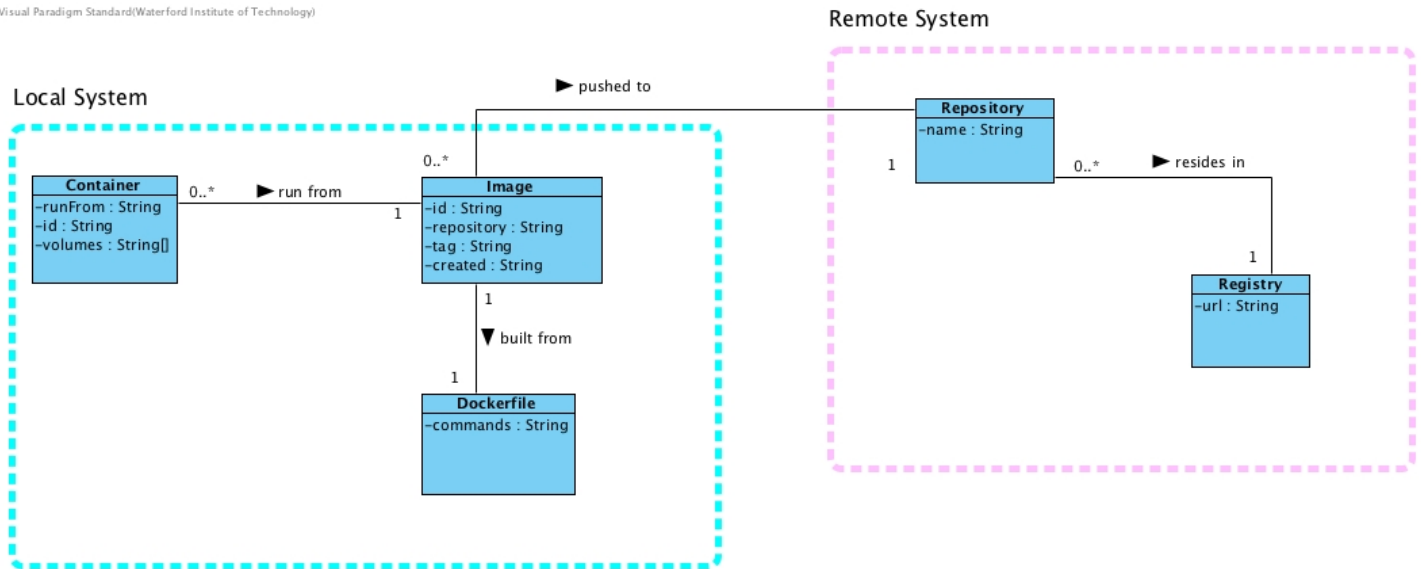 Visual Paradigm Standard(Waterford Institute of Technology)
Remote System
Local System
pushed to
0..*
1
Container
-runFrom : String
-id : String
-volumes : String[]
0..*
run from
1
Image
-id : String
-repository : String
-tag : String
-created : String
1
built from
1
Dockerfile
-commands : String
Repository
-name : String
0..*
resides in
1
Registry
-url : String